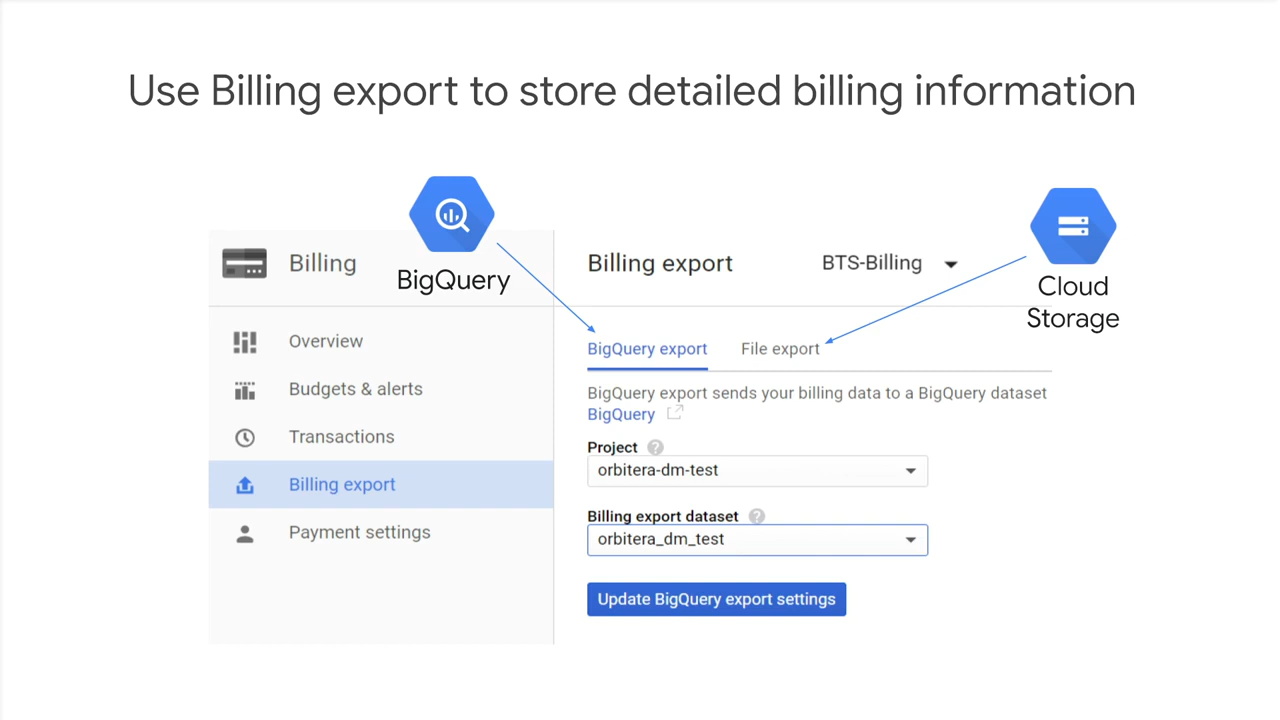 Use Billing export to store detailed billing information
Billing
BigQuery
Billing export
BTS-Billing
Cloud
Storage
Overview
Budgets & alerts
Transactions
Billing export
Payment settings
BigQuery export
File export
BigQuery export sends your billing data to a BigQuery dataset
BigQuery
Project ?
orbitera-dm-test
Billing export dataset ?
orbitera_dm_test
Update BigQuery export settings